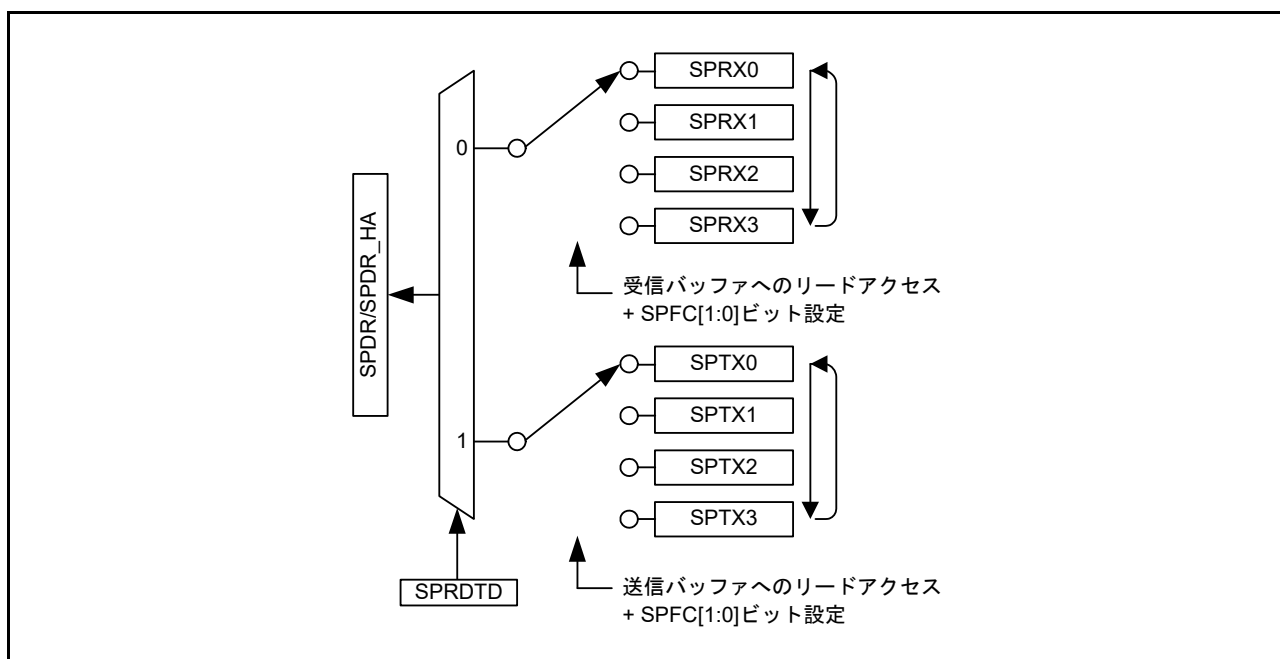 SPRX0
SPRX1
0
SPRX2
SPRX3
SPDR/SPDR_HA
受信バッファへのリードアクセス
+ SPFC[1:0]ビット設定
SPTX0
SPTX1
1
SPTX2
SPTX3
SPRDTD
送信バッファへのリードアクセス
+ SPFC[1:0]ビット設定